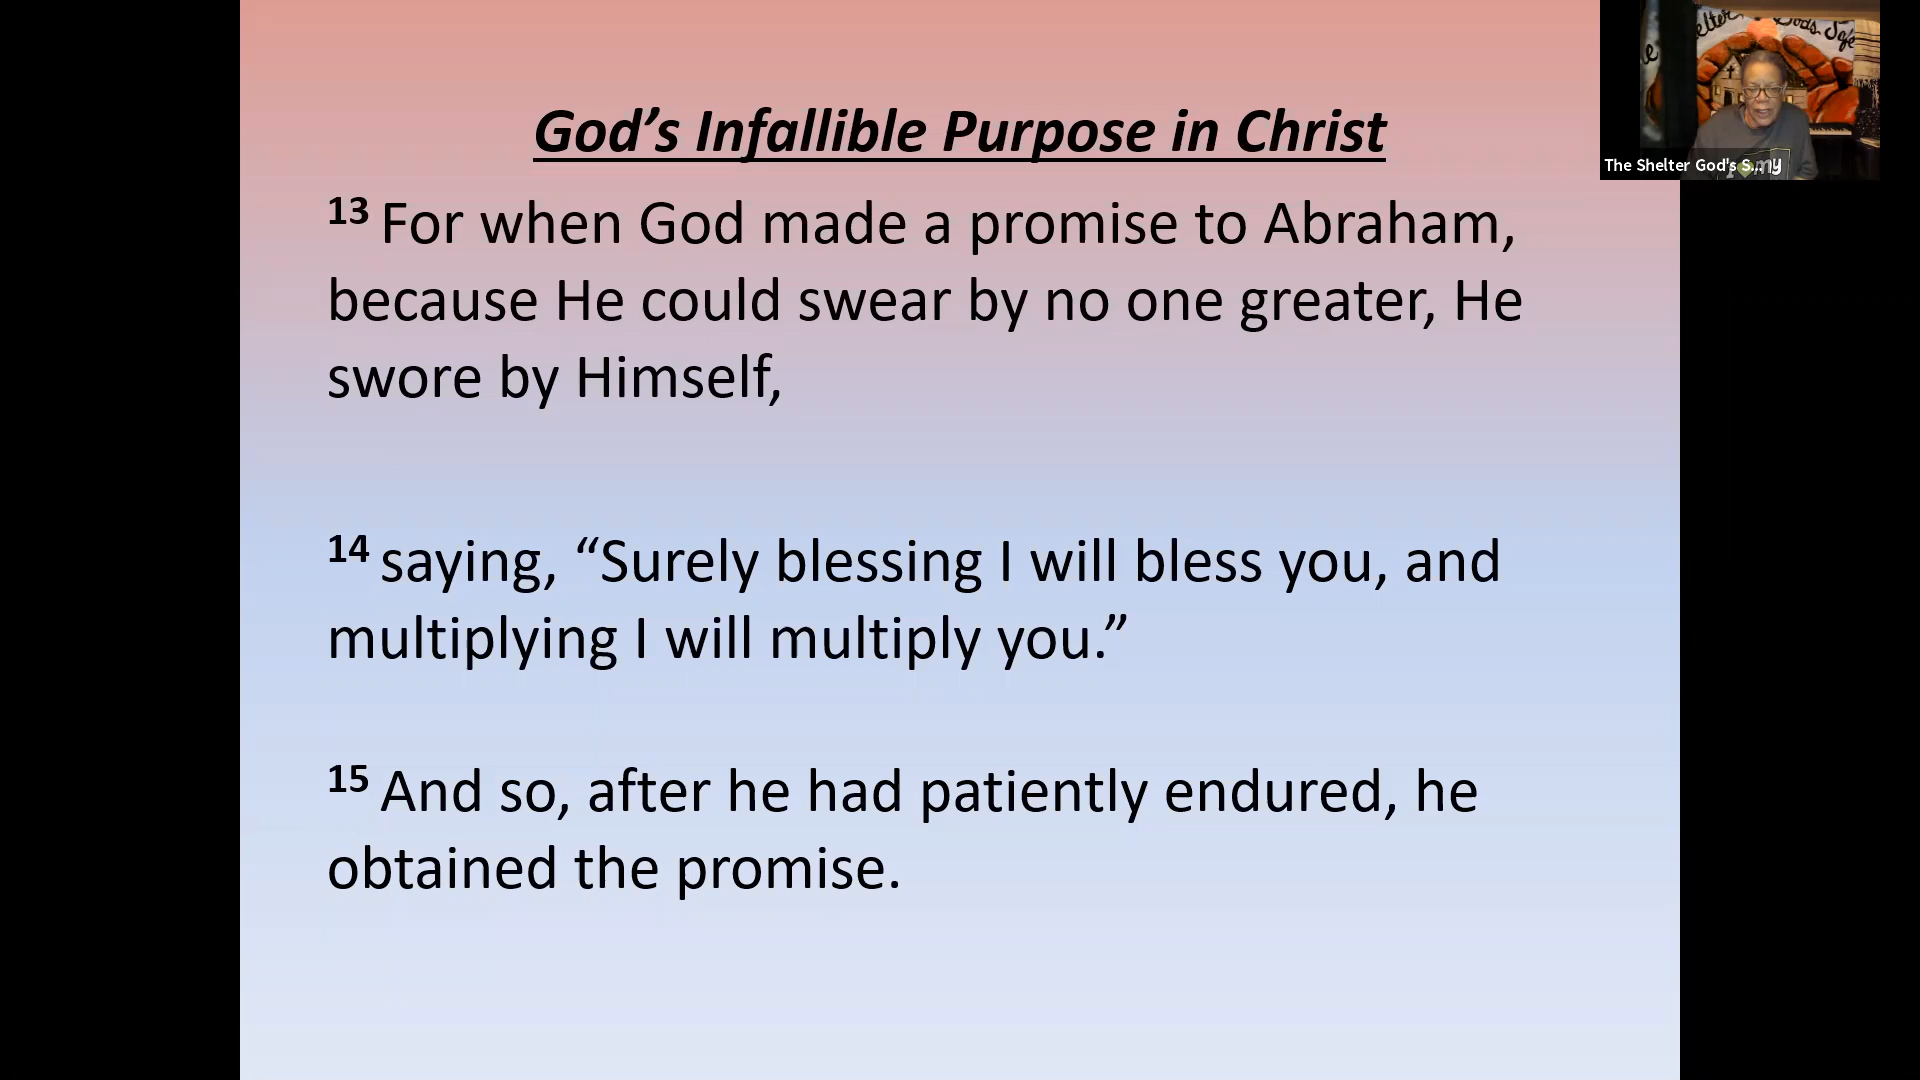 God’s Infallible Purpose in Christ
13 For when God made a promise to Abraham,
because He could swear by no one greater, He
swore by Himself,
14 saying, “Surely blessing I will bless you, and
multiplying I will multiply you.”
15 And so, after he had patiently endured, he
obtained the promise.
The Shelter God's S...
my